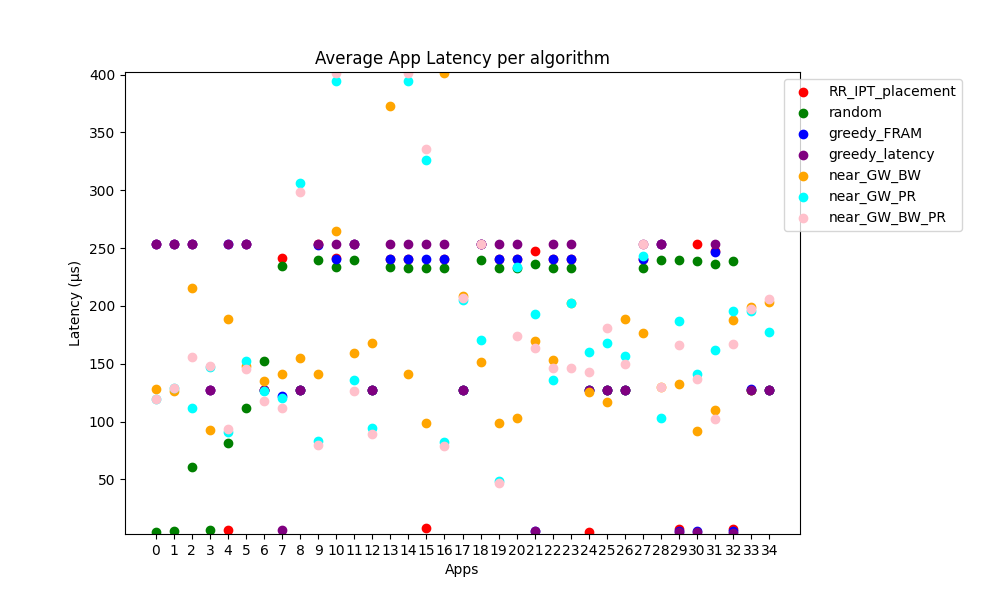 Average App Latency per algorithm
400
350
300
250
200
150
100
50
Latency (µs)
0 1 2 3 4 5 6 7 8 9 10 11 12 13 14 15 16 17 18 19 20 21 22 23 24 25 26 27 28 29 30 31 32 33 34
Apps
RR_IPT_placement
random
greedy_FRAM
greedy_latency
near_GW_BW
near_GW_PR
near_GW_BW_PR